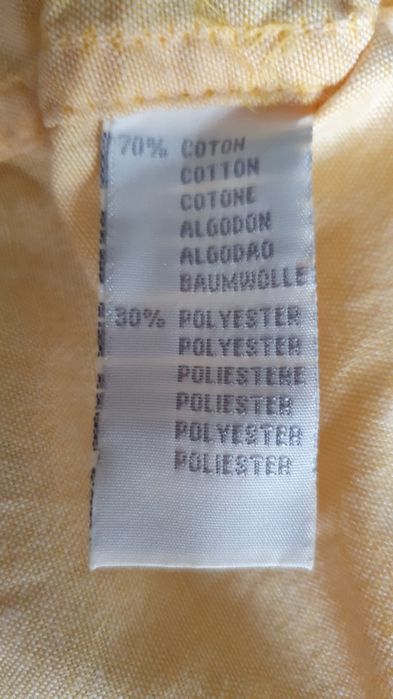 70% COTON
COTTON
COTONE
ALGODON
ALGODAO
BAUMWOLLE
30% POLYESTER
POLYESTER
POLIESTERE
POLIESTER
POLYESTER
POLIESTER